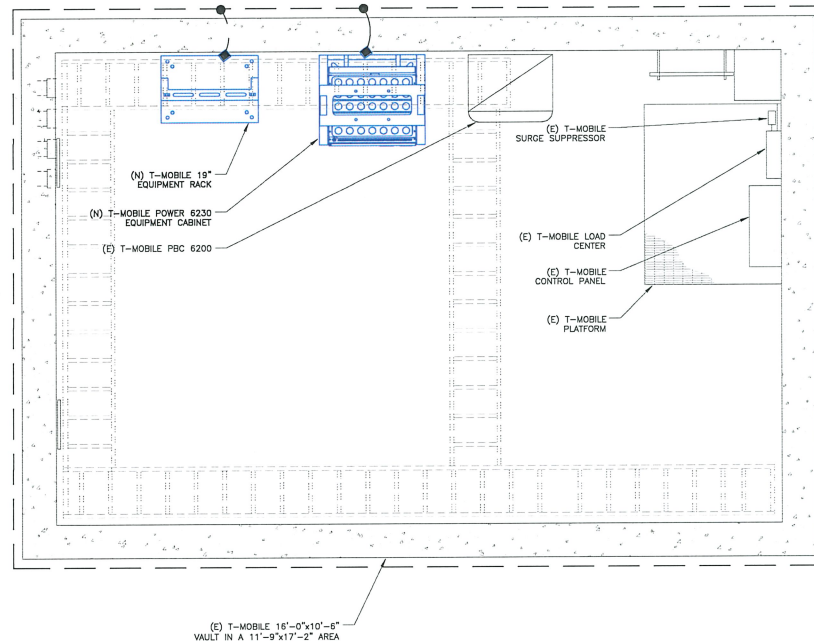 (N) T-MOBILE 19"
EQUIPMENT RACK
(N) T-MOBILE POWER 6230
EQUIPMENT CABINET
(E) T-MOBILE PBC 6200
(E) T-MOBILE
SURGE SUPPRESSOR
(E) T-MOBILE LOAD
CENTER
(E) T-MOBILE
CONTROL PANEL
(E) T-MOBILE
PLATFORM
(E) T-MOBILE 16'-0"x10'-6"
VAULT IN A 11'-9"x17'-2" AREA